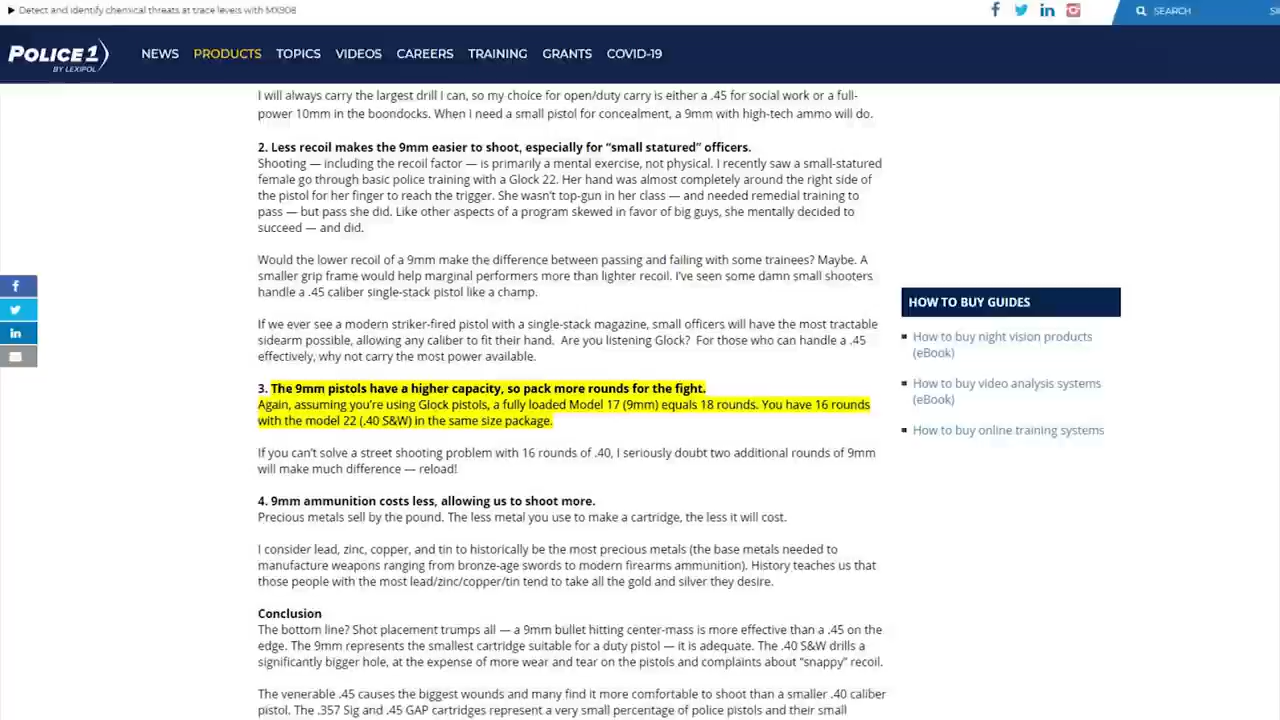 Detect and identify chemical threats at trace levels with MX908
SEARCH
POLICE1
BY LEXIPOL
NEWS PRODUCTS TOPICS VIDEOS CAREERS TRAINING GRANTS COVID-19
I will always carry the largest drill I can, so my choice for open/duty carry is either a .45 for social work or a full-
power 10mm in the boondocks. When I need a small pistol for concealment, a 9mm with high-tech ammo will do.
2. Less recoil makes the 9mm easier to shoot, especially for “small statured” officers.
Shooting — including the recoil factor — is primarily a mental exercise, not physical. I recently saw a small-statured
female go through basic police training with a Glock 22. Her hand was almost completely around the right side of
the pistol for her finger to reach the trigger. She wasn’t top-gun in her class — and needed remedial training to
pass — but pass she did. Like other aspects of a program skewed in favor of big guys, she mentally decided to
succeed — and did.
Would the lower recoil of a 9mm make the difference between passing and failing with some trainees? Maybe. A
smaller grip frame would help marginal performers more than lighter recoil. I’ve seen some damn small shooters
handle a .45 caliber single-stack pistol like a champ.
If we ever see a modern striker-fired pistol with a single-stack magazine, small officers will have the most tractable
sidearm possible, allowing any caliber to fit their hand. Are you listening Glock? For those who can handle a .45
effectively, why not carry the most power available.
3. The 9mm pistols have a higher capacity, so pack more rounds for the fight.
Again, assuming you’re using Glock pistols, a fully loaded Model 17 (9mm) equals 18 rounds. You have 16 rounds
with the model 22 (.40 S&W) in the same size package.
If you can’t solve a street shooting problem with 16 rounds of .40, I seriously doubt two additional rounds of 9mm
will make much difference — reload!
4. 9mm ammunition costs less, allowing us to shoot more.
Precious metals sell by the pound. The less metal you use to make a cartridge, the less it will cost.
I consider lead, zinc, copper, and tin to historically be the most precious metals (the base metals needed to
manufacture weapons ranging from bronze-age swords to modern firearms ammunition). History teaches us that
those people with the most lead/zinc/copper/tin tend to take all the gold and silver they desire.
Conclusion
The bottom line? Shot placement trumps all — a 9mm bullet hitting center-mass is more effective than a .45 on the
edge. The 9mm represents the smallest cartridge suitable for a duty pistol — it is adequate. The .40 S&W drills a
significantly bigger hole, at the expense of more wear and tear on the pistols and complaints about “snappy” recoil.
The venerable .45 causes the biggest wounds and many find it more comfortable to shoot than a smaller .40 caliber
pistol. The .357 Sig and .45 GAP cartridges represent a very small percentage of police pistols and their small
HOW TO BUY GUIDES
How to buy night vision products
(eBook)
How to buy video analysis systems
(eBook)
How to buy online training systems